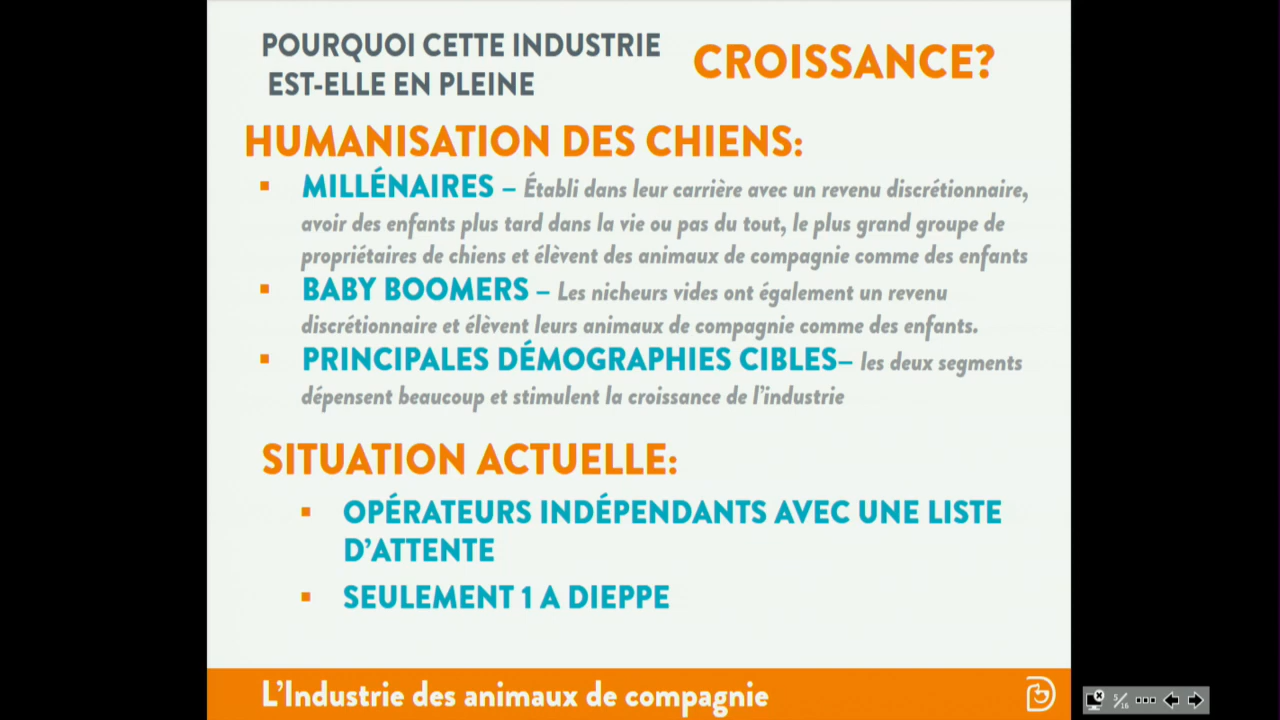 POURQUOI CETTE INDUSTRIE
EST-ELLE EN PLEINE
CROISSANCE?
HUMANISATION DES CHIENS:
▪ MILLÉNAIRES – Établi dans leur carrière avec un revenu discrétionnaire,
avoir des enfants plus tard dans la vie ou pas du tout, le plus grand groupe de
propriétaires de chiens et élèvent des animaux de compagnie comme des enfants
▪ BABY BOOMERS – Les nicheurs vides ont également un revenu
discrétionnaire et élèvent leurs animaux de compagnie comme des enfants.
▪ PRINCIPALES DÉMOGRAPHIES CIBLES– les deux segments
dépensent beaucoup et stimulent la croissance de l'industrie
SITUATION ACTUELLE:
▪ OPÉRATEURS INDÉPENDANTS AVEC UNE LISTE
D'ATTENTE
▪ SEULEMENT 1 A DIEPPE
L'Industrie des animaux de compagnie
5/16